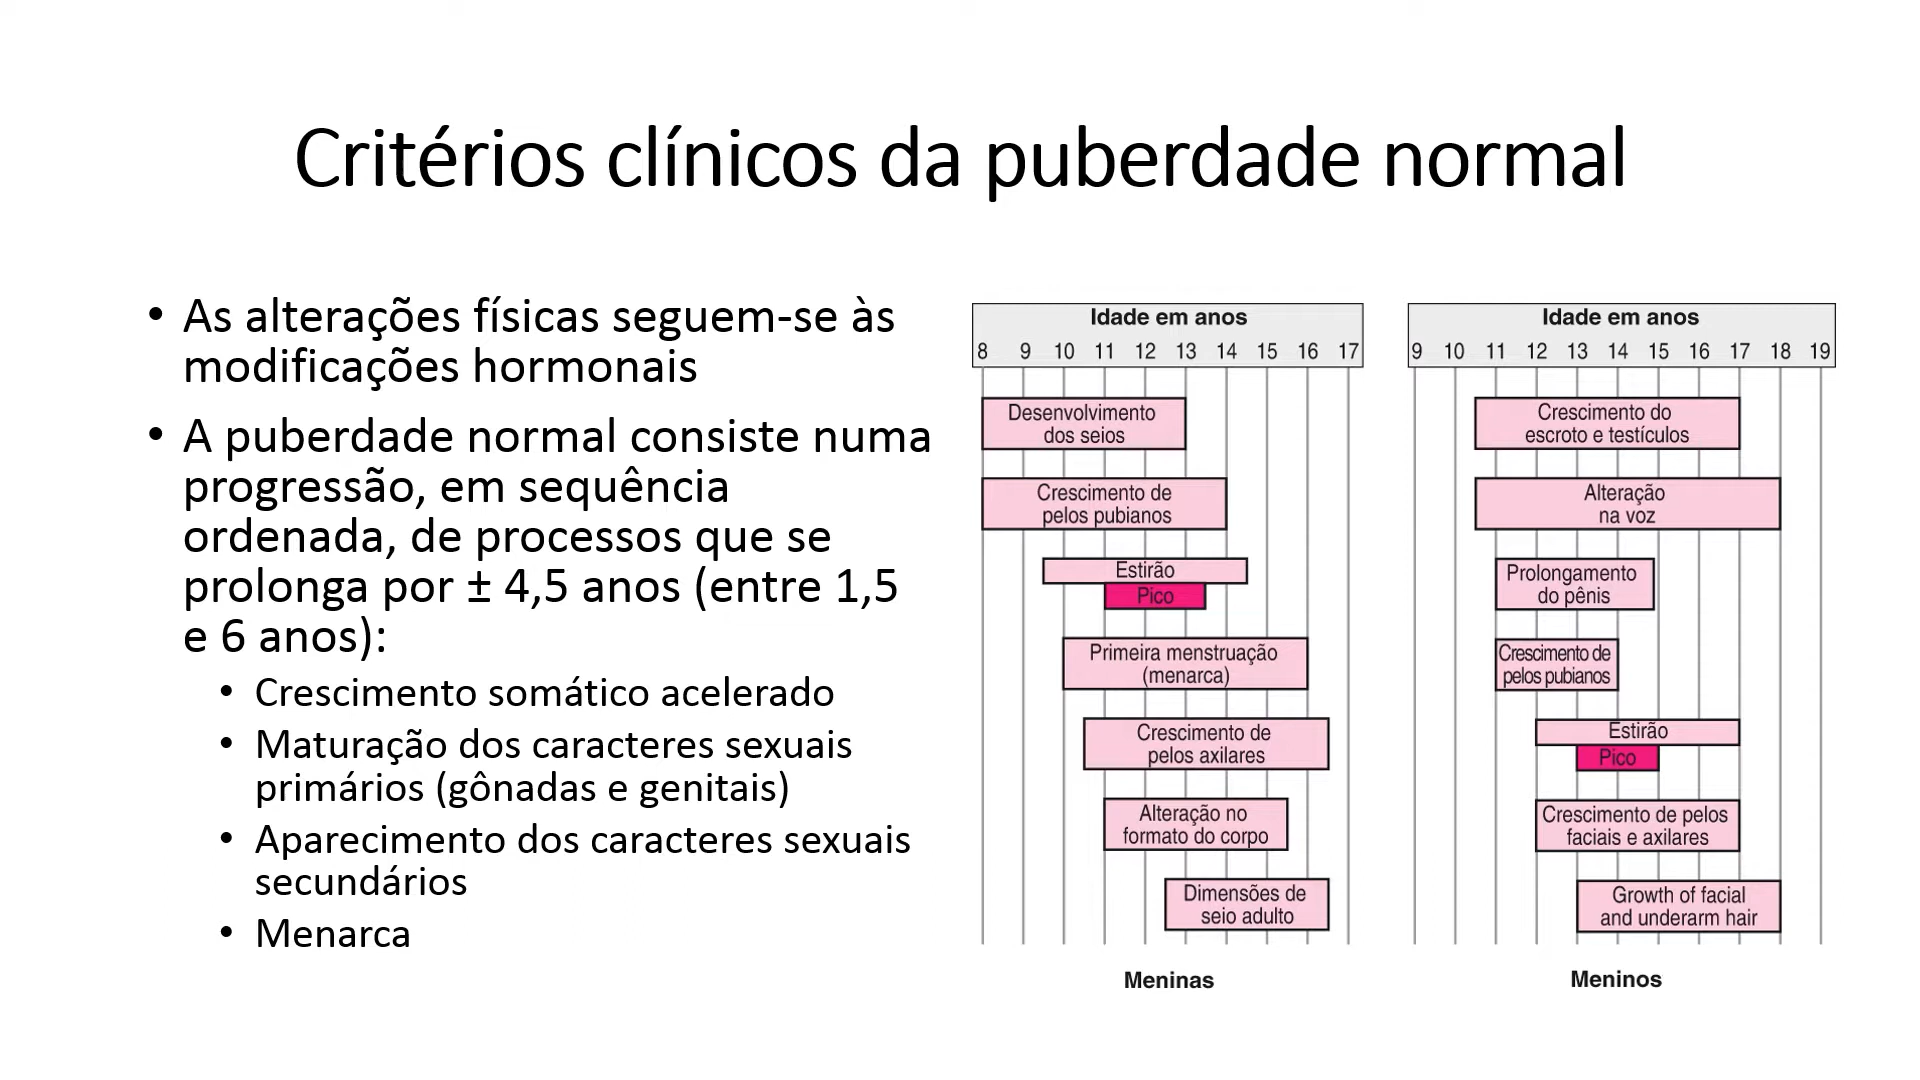 Critérios clínicos da puberdade normal
• As alterações físicas seguem-se às
modificações hormonais
• A puberdade normal consiste numa
progressão, em sequência
ordenada, de processos que se
prolonga por ± 4,5 anos (entre 1,5
e 6 anos):
• Crescimento somático acelerado
• Maturação dos caracteres sexuais
primários (gônadas e genitais)
• Aparecimento dos caracteres sexuais
secundários
• Menarca
Idade em anos
8 9 10 11 12 13 14 15 16 17
Desenvolvimento
dos seios
Crescimento de
pelos pubianos
Estirão
Pico
Primeira menstruação
(menarca)
Crescimento de
pelos axilares
Alteração no
formato do corpo
Dimensões de
seio adulto
Meninas
Idade em anos
9 10 11 12 13 14 15 16 17 18 19
Crescimento do
escroto e testículos
Alteração
na voz
Prolongamento
do pênis
Crescimento de
pelos pubianos
Estirão
Pico
Crescimento de pelos
faciais e axilares
Growth of facial
and underarm hair
Meninos